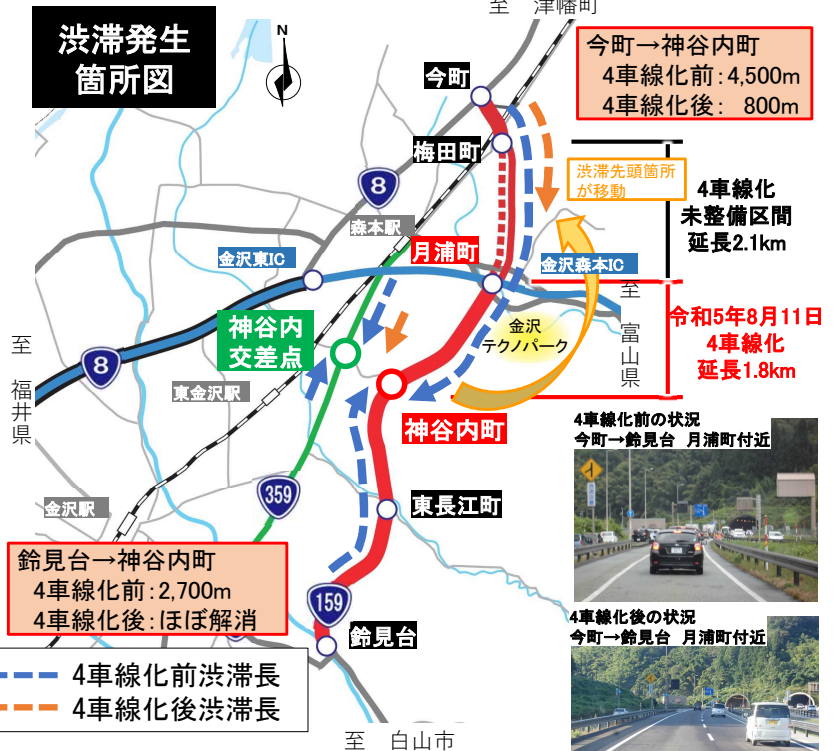 至 津幡町
渋滞発生
箇所図
N
今町→神谷内町
4車線化前:4,500m
4車線化後: 800m
今町
梅田町
渋滞先頭箇所
が移動
4車線化
未整備区間
延長2.1km
8
森本駅
月浦町
金沢東IC
金沢森本IC
至 富山県
神谷内
交差点
金沢
テクノパーク
令和5年8月11日
4車線化
延長1.8km
至 福井県
8
東金沢駅
神谷内町
4車線化前の状況
今町→鈴見台 月浦町付近
359
金沢駅
東長江町
鈴見台→神谷内町
4車線化前:2,700m
4車線化後:ほぼ解消
159
鈴見台
4車線化後の状況
今町→鈴見台 月浦町付近
4車線化前渋滞長
4車線化後渋滞長
至 白山市